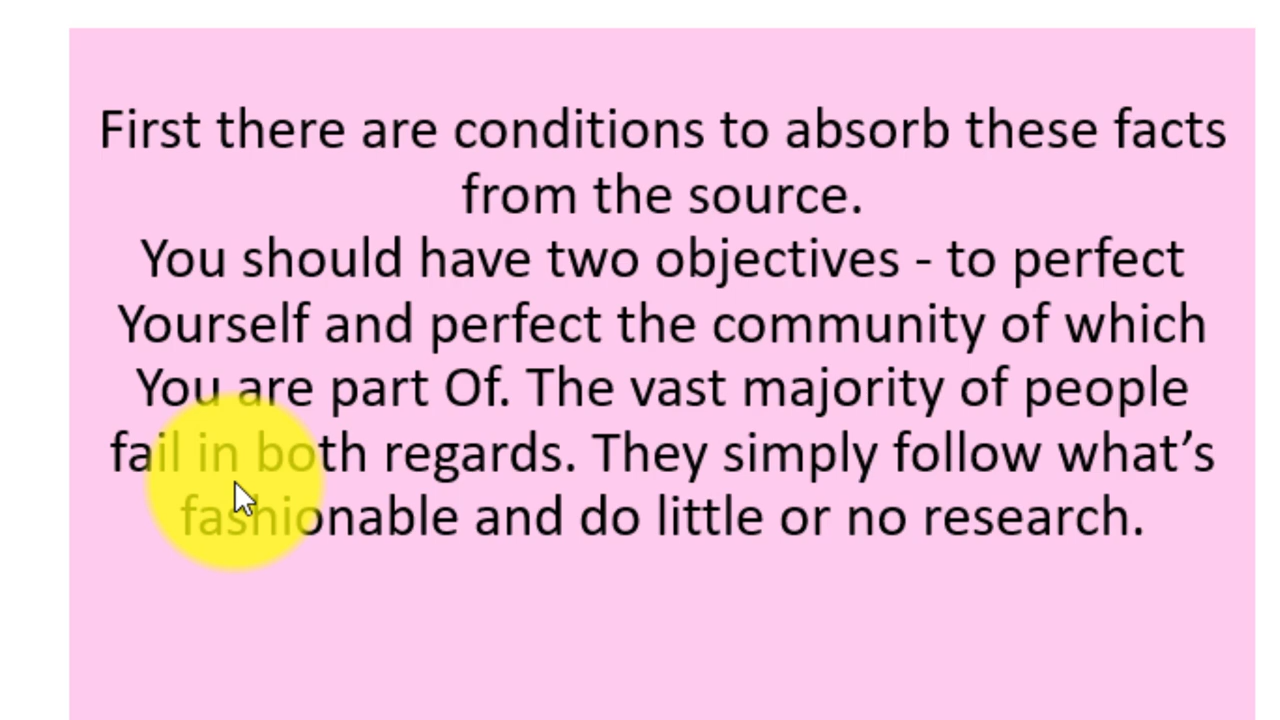 First there are conditions to absorb these facts
from the source.
You should have two objectives - to perfect
Yourself and perfect the community of which
You are part Of. The vast majority of people
fail in both regards. They simply follow what’s
fashionable and do little or no research.